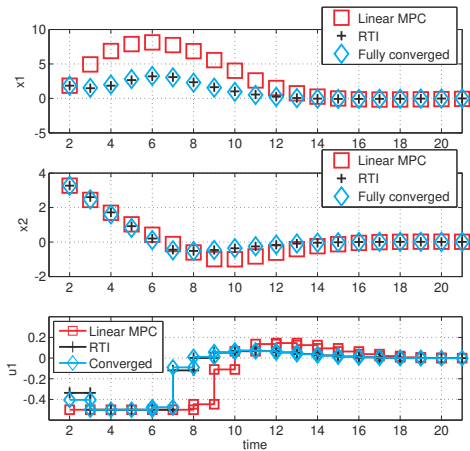 Linear MPC
RTI
Fully converged
x1
10
5
0
-5
2 4 6 8 10 12 14 16 18 20
Linear MPC
RTI
Fully converged
x2
4
2
0
-2
2 4 6 8 10 12 14 16 18 20
Linear MPC
RTI
Converged
u1
0.2
0.0
-0.2
-0.4
2 4 6 8 10 12 14 16 18 20
time